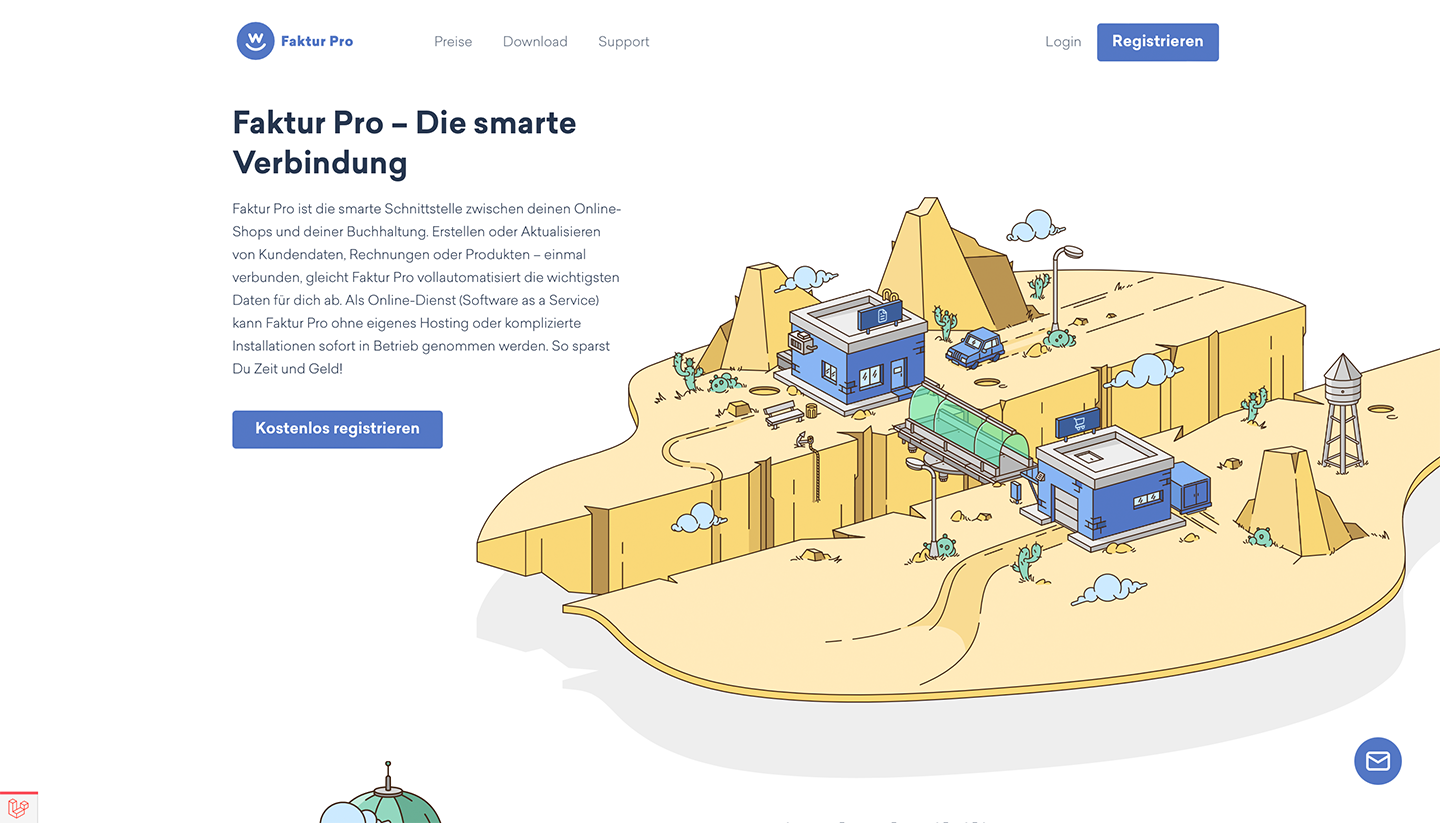 w
Faktur Pro
Preise
Download
Support
Login
Registrieren
Faktur Pro – Die smarte
Verbindung
Faktur Pro ist die smarte Schnittstelle zwischen deinen Online-
Shops und deiner Buchhaltung. Erstellen oder Aktualisieren
von Kundendaten, Rechnungen oder Produkten – einmal
verbunden, gleicht Faktur Pro vollautomatisiert die wichtigsten
Daten für dich ab. Als Online-Dienst (Software as a Service)
kann Faktur Pro ohne eigenes Hosting oder komplizierte
Installationen sofort in Betrieb genommen werden. So sparst
Du Zeit und Geld!
Kostenlos registrieren